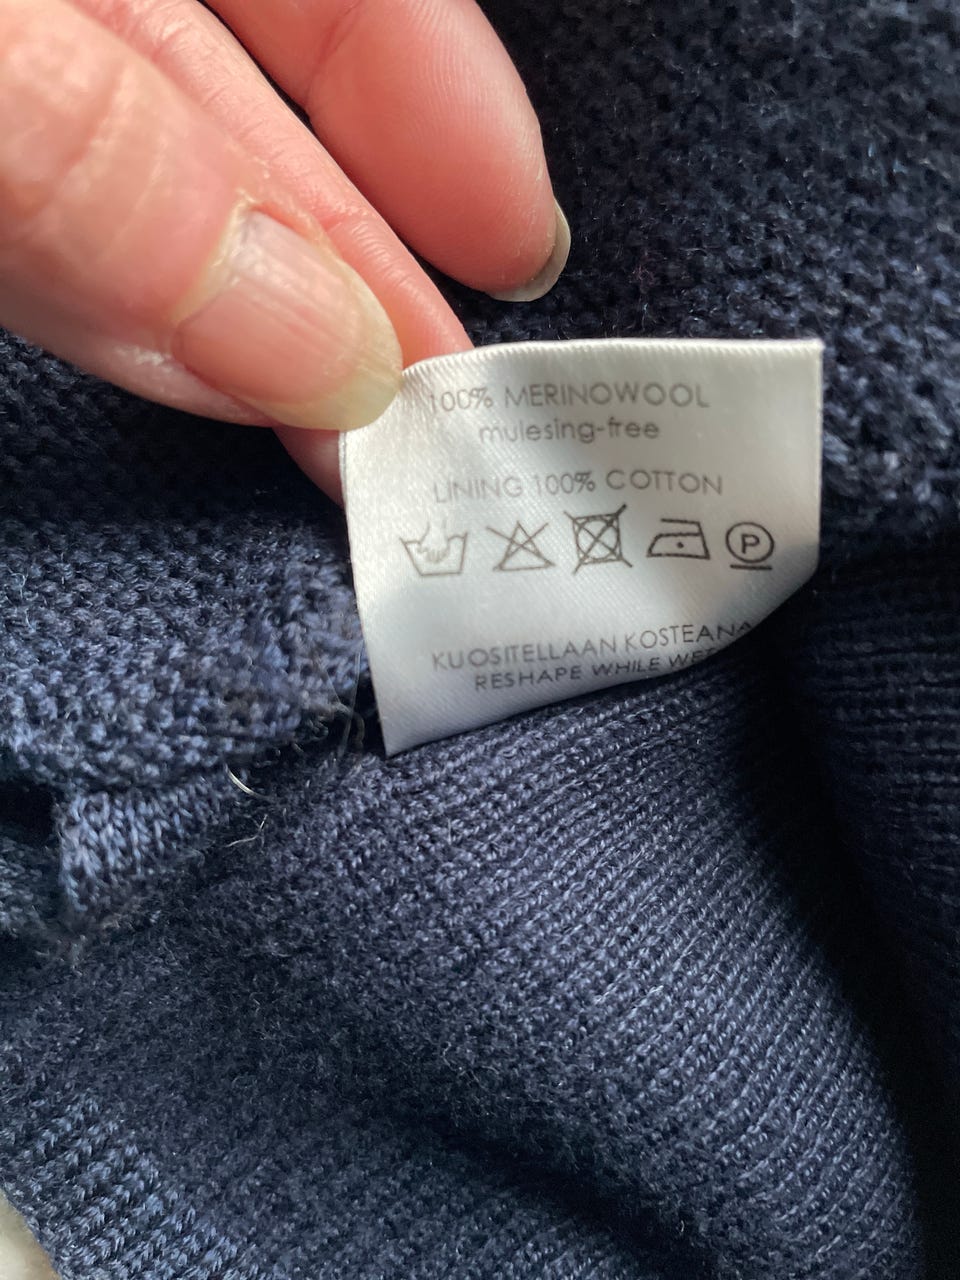 100% MERINOWOOL
mulesing-free
LINING 100% COTTON
P
KUOSITELLAAN KOSTEANA
RESHAPE WHILE WET